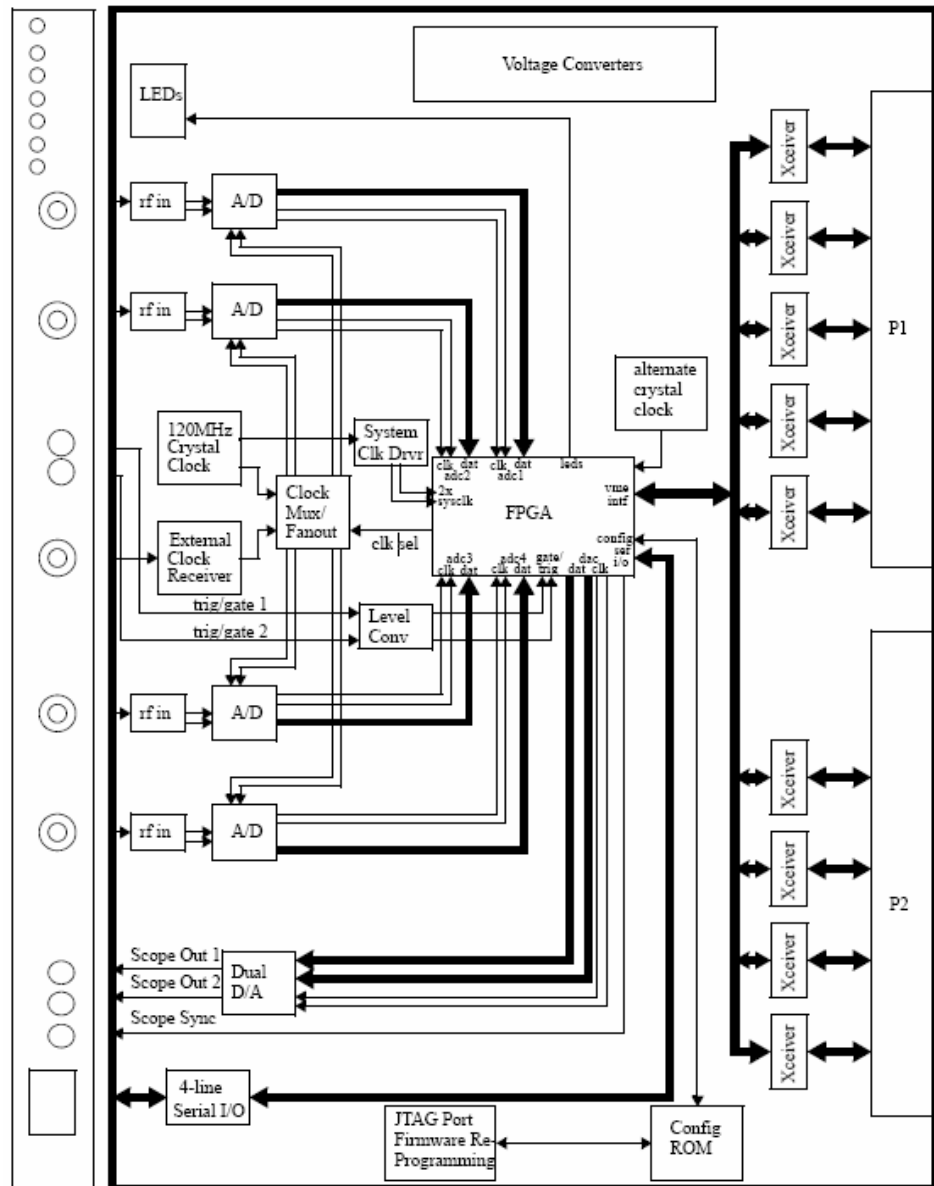 Voltage Converters
LEDs
Xceiver
rf in
A/D
Xceiver
rf in
A/D
Xceiver
P1
alternate
crystal
clock
120MHz
Crystal
Clock
System
Clk Drvr
Xceiver
clk dat
adc2
clk dat
adc1
leds
2x
sysclk
vme
intf
FPGA
Clock
Mux/
Fanout
Xceiver
External
Clock
Receiver
clk sel
config
ser
i/o
adc3
clk dat
adc4
clk dat
gate/
trig
dac
dat clk
trig/gate 1
trig/gate 2
Level
Conv
rf in
A/D
Xceiver
rf in
A/D
Xceiver
P2
Scope Out 1
Scope Out 2
Scope Sync
Dual
D/A
Xceiver
Xceiver
4-line
Serial I/O
JTAG Port
Firmware Re-
Programming
Config
ROM